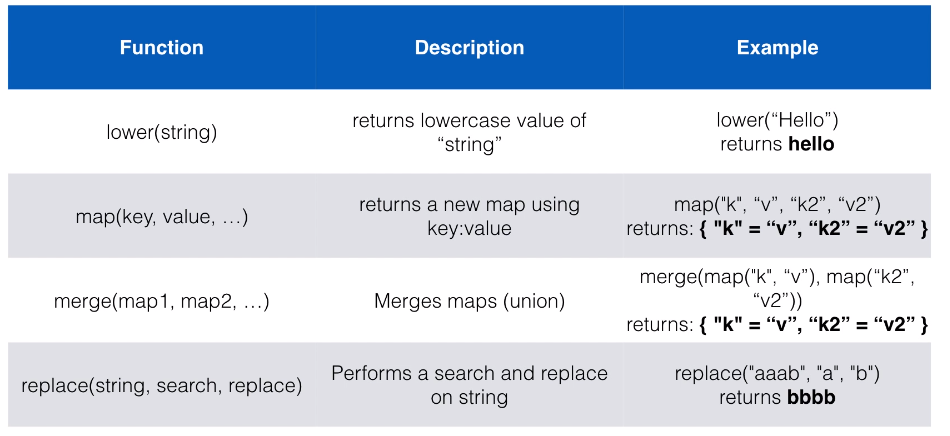 Function Description Example
lower(string)
returns lowercase value of
“string”
lower(“Hello”)
returns hello
map(key, value, …)
returns a new map using
key:value
map("k", “v”, “k2”, “v2”)
returns: { "k" = “v”, “k2” = “v2” }
merge(map1, map2, …)
Merges maps (union)
merge(map("k", “v”), map(“k2”,
“v2”))
returns: { "k" = “v”, “k2” = “v2” }
replace(string, search, replace)
Performs a search and replace
on string
replace("aaab", "a", "b")
returns bbbb